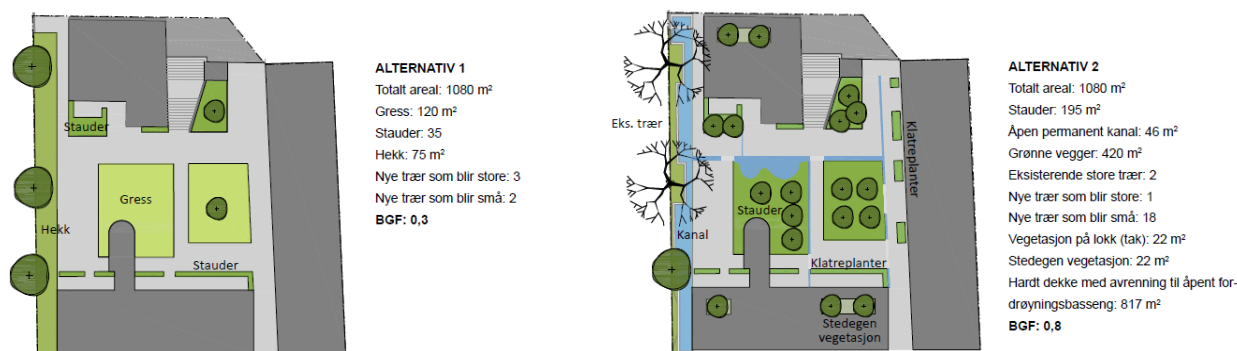 ALTERNATIV 1
Totalt areal: 1080 m²
Gress: 120 m²
Stauder: 35
Hekk: 75 m²
Nye trær som blir store: 3
Nye trær som blir små: 2
BGF: 0,3
Stauder
Gress
Hekk
Stauder
ALTERNATIV 2
Totalt areal: 1080 m²
Stauder: 195 m²
Åpen permanent kanal: 46 m²
Grønne vegger: 420 m²
Eksisterende store trær: 2
Nye trær som blir store: 1
Nye trær som blir små: 18
Vegetasjon på lokk (tak): 22 m²
Stedegen vegetasjon: 22 m²
Hardt dekke med avrenning til åpent for-
drøyningsbasseng: 817 m²
BGF: 0,8
Eks. trær
Klatreplanter
Stauder
Kanal
Klatreplanter
Stedegen
vegetasjon